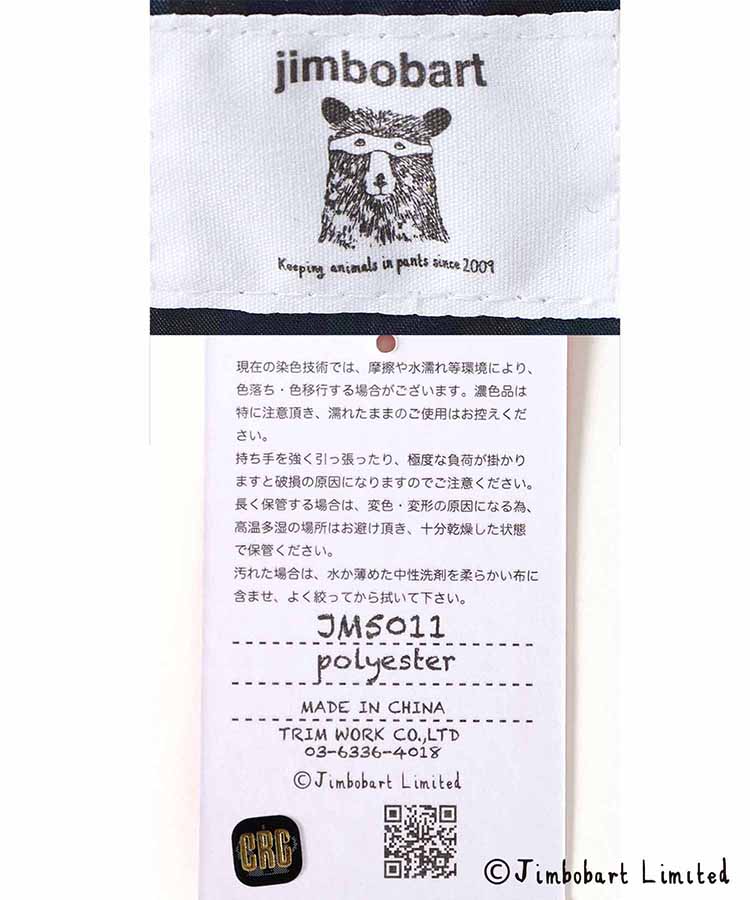 jimbobart
Keeping animals in pants since 2009
現在の染色技術では、摩擦や水濡れ等環境により、
色落ち・色移行する場合がございます。濃色品は
特に注意頂き、濡れたままのご使用はお控えくだ
さい。
持ち手を強く引っ張ったり、極度な負荷が掛かり
ますと破損の原因になりますのでご注意ください。
長く保管する場合は、変色・変形の原因になる為、
高温多湿の場所はお避け頂き、十分乾燥した状態
で保管ください。
汚れた場合は、水か薄めた中性洗剤を柔らかい布に
含ませ、よく絞ってから拭いて下さい。
JM5011
polyester
MADE IN CHINA
TRIM WORK CO.,LTD
03-6336-4018
©Jimbobart Limited
CRC
©Jimbobart Limited